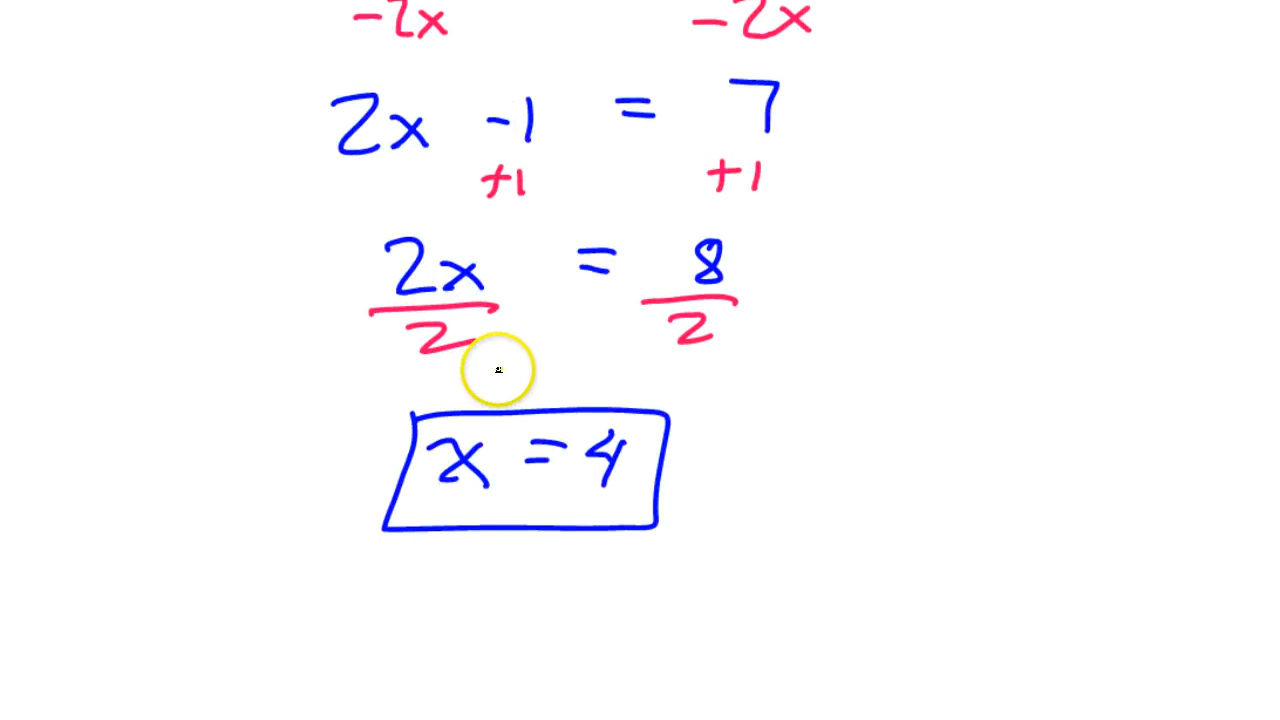 -2x -2x
2x -1 = 7
+1 +1
2x = 8
2 2
x = 4